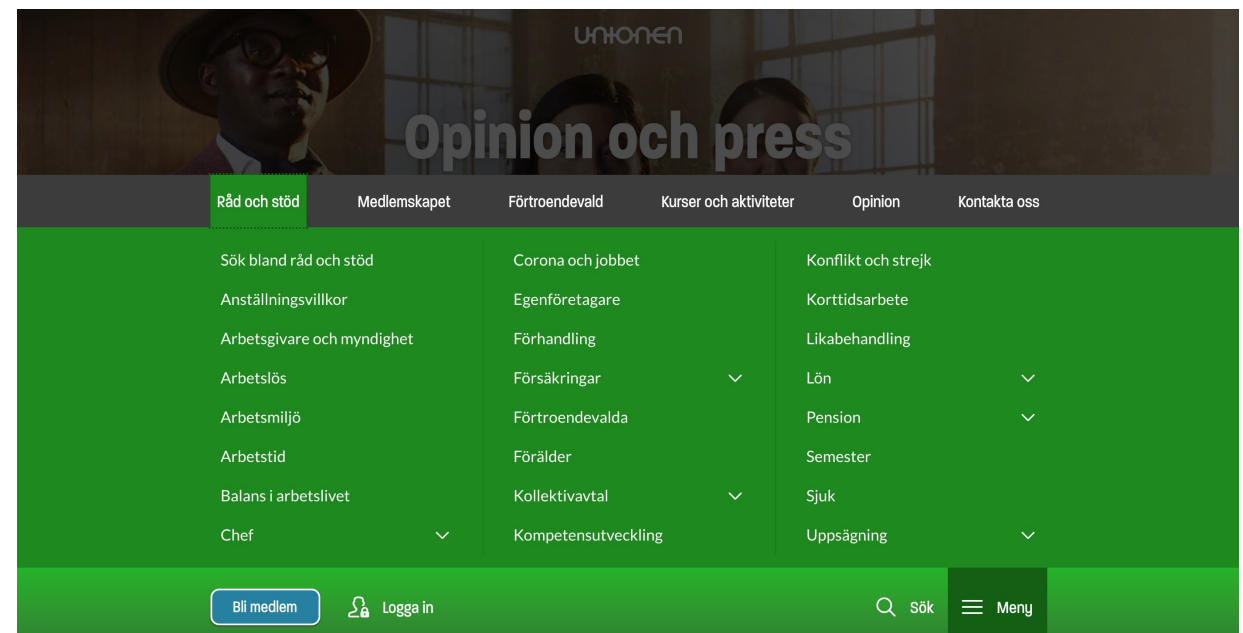 unionen
Opinion och press
Råd och stöd Medlemskapet Förtroendevald Kurser och aktiviteter Opinion Kontakta oss
Sök bland råd och stöd
Anställningsvillkor
Arbetsgivare och myndighet
Arbetslös
Arbetsmiljö
Arbetstid
Balans i arbetslivet
Chef
Corona och jobbet
Egenföretagare
Förhandling
Försäkringar
Förtroendevalda
Förälder
Kollektivavtal
Kompetensutveckling
Konflikt och strejk
Korttidsarbete
Likabehandling
Lön
Pension
Semester
Sjuk
Uppsägning
Bli medlem Logga in Sök Meny